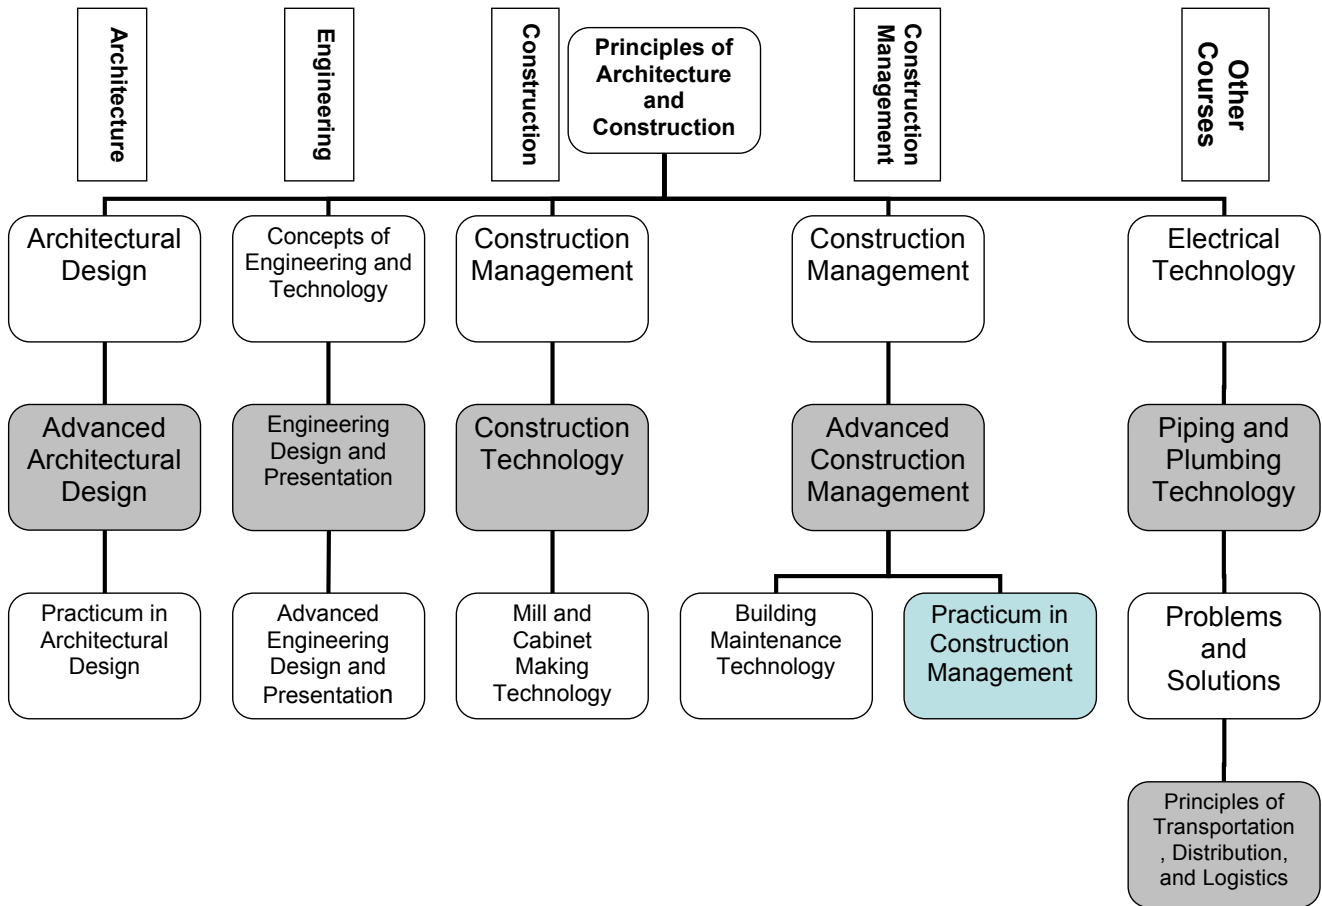 Architecture
Engineering
Construction
Principles of
Architecture
and
Construction
Construction
Management
Other
Courses
Architectural
Design
Concepts of
Engineering and
Technology
Construction
Management
Construction
Management
Electrical
Technology
Advanced
Architectural
Design
Engineering
Design and
Presentation
Construction
Technology
Advanced
Construction
Management
Piping and
Plumbing
Technology
Practicum in
Architectural
Design
Advanced
Engineering
Design and
Presentation
Mill and
Cabinet
Making
Technology
Building
Maintenance
Technology
Practicum in
Construction
Management
Problems
and
Solutions
Principles of
Transportation
, Distribution,
and Logistics